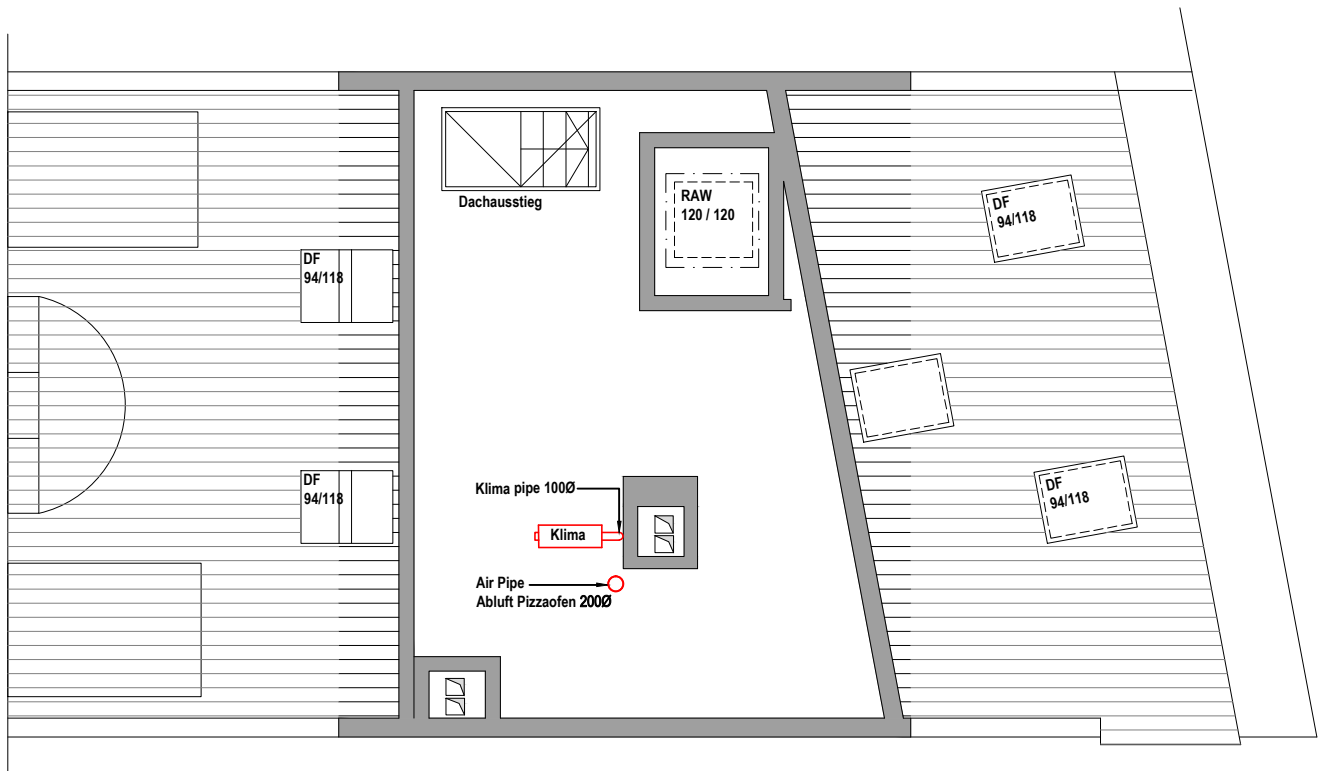 Dachausstieg
RAW
120 / 120
DF
94/118
DF
94/118
DF
94/118
Klima pipe 100Ø
Klima
DF
94/118
Air Pipe
Abluft Pizzaofen 200Ø